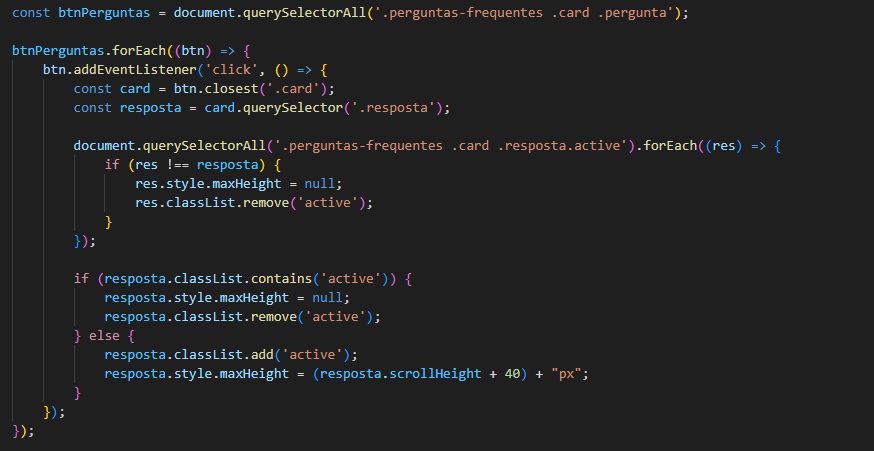 const btnPerguntas = document.querySelectorAll('.perguntas-frequentes .card .pergunta');
btnPerguntas.forEach((btn) => {
btn.addEventListener('click', () => {
const card = btn.closest('.card');
const resposta = card.querySelector('.resposta');
document.querySelectorAll('.perguntas-frequentes .card .resposta.active').forEach((res) => {
if (res !== resposta) {
res.style.maxHeight = null;
res.classList.remove('active');
}
});
if (resposta.classList.contains('active')) {
resposta.style.maxHeight = null;
resposta.classList.remove('active');
} else {
resposta.classList.add('active');
resposta.style.maxHeight = (resposta.scrollHeight + 40) + "px";
}
});
});